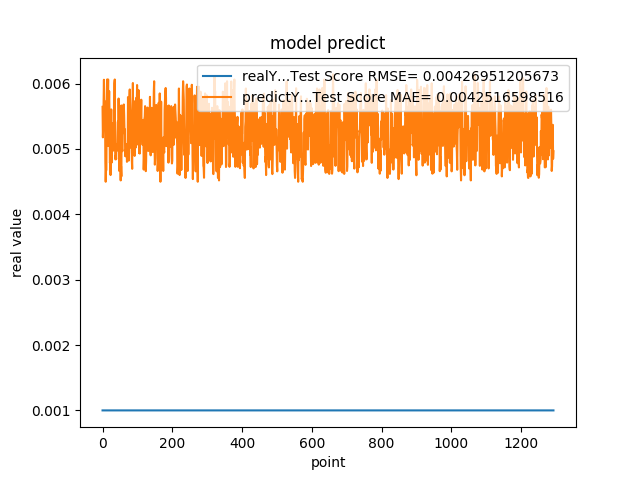 model predict
realY...Test Score RMSE= 0.00426951205673
predictY...Test Score MAE= 0.0042516598516
0.006
0.005
0.004
0.003
0.002
0.001
real value
0 200 400 600 800 1000 1200
point